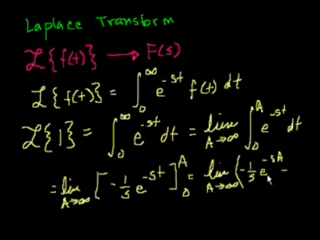 Laplace Transform
ℒ{f(t)} → F(s)
ℒ{f(t)} = ∫₀^∞ e^{-st} f(t) dt
ℒ{1} = ∫₀^∞ e^{-st} dt = lim_{A→∞} ∫₀^A e^{-st} dt
= lim_{A→∞} [-1/s e^{-st}]₀^A = lim_{A→∞} (-1/s e^{-sA} -